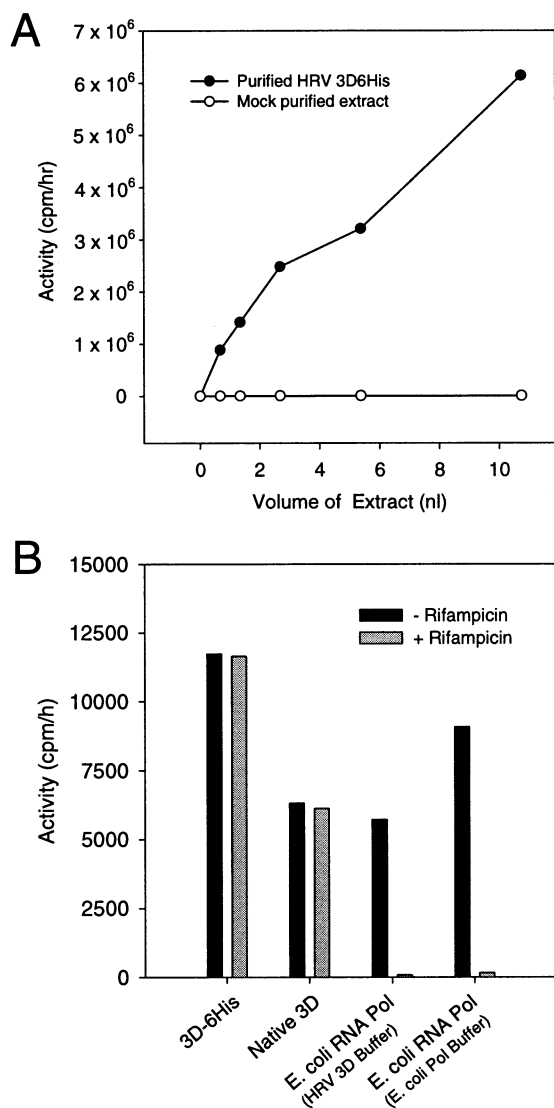 A
7 x 10⁶
6 x 10⁶
5 x 10⁶
4 x 10⁶
3 x 10⁶
2 x 10⁶
1 x 10⁶
0
Activity (cpm/hr)
Purified HRV 3D6His
Mock purified extract
0 2 4 6 8 10
Volume of Extract (nl)
B
15000
12500
10000
7500
5000
2500
0
Activity (cpm/h)
- Rifampicin
+ Rifampicin
3D-6His
Native 3D
E. coli RNA Pol
(HRV 3D Buffer)
E. coli RNA Pol
(E. coli Pol Buffer)